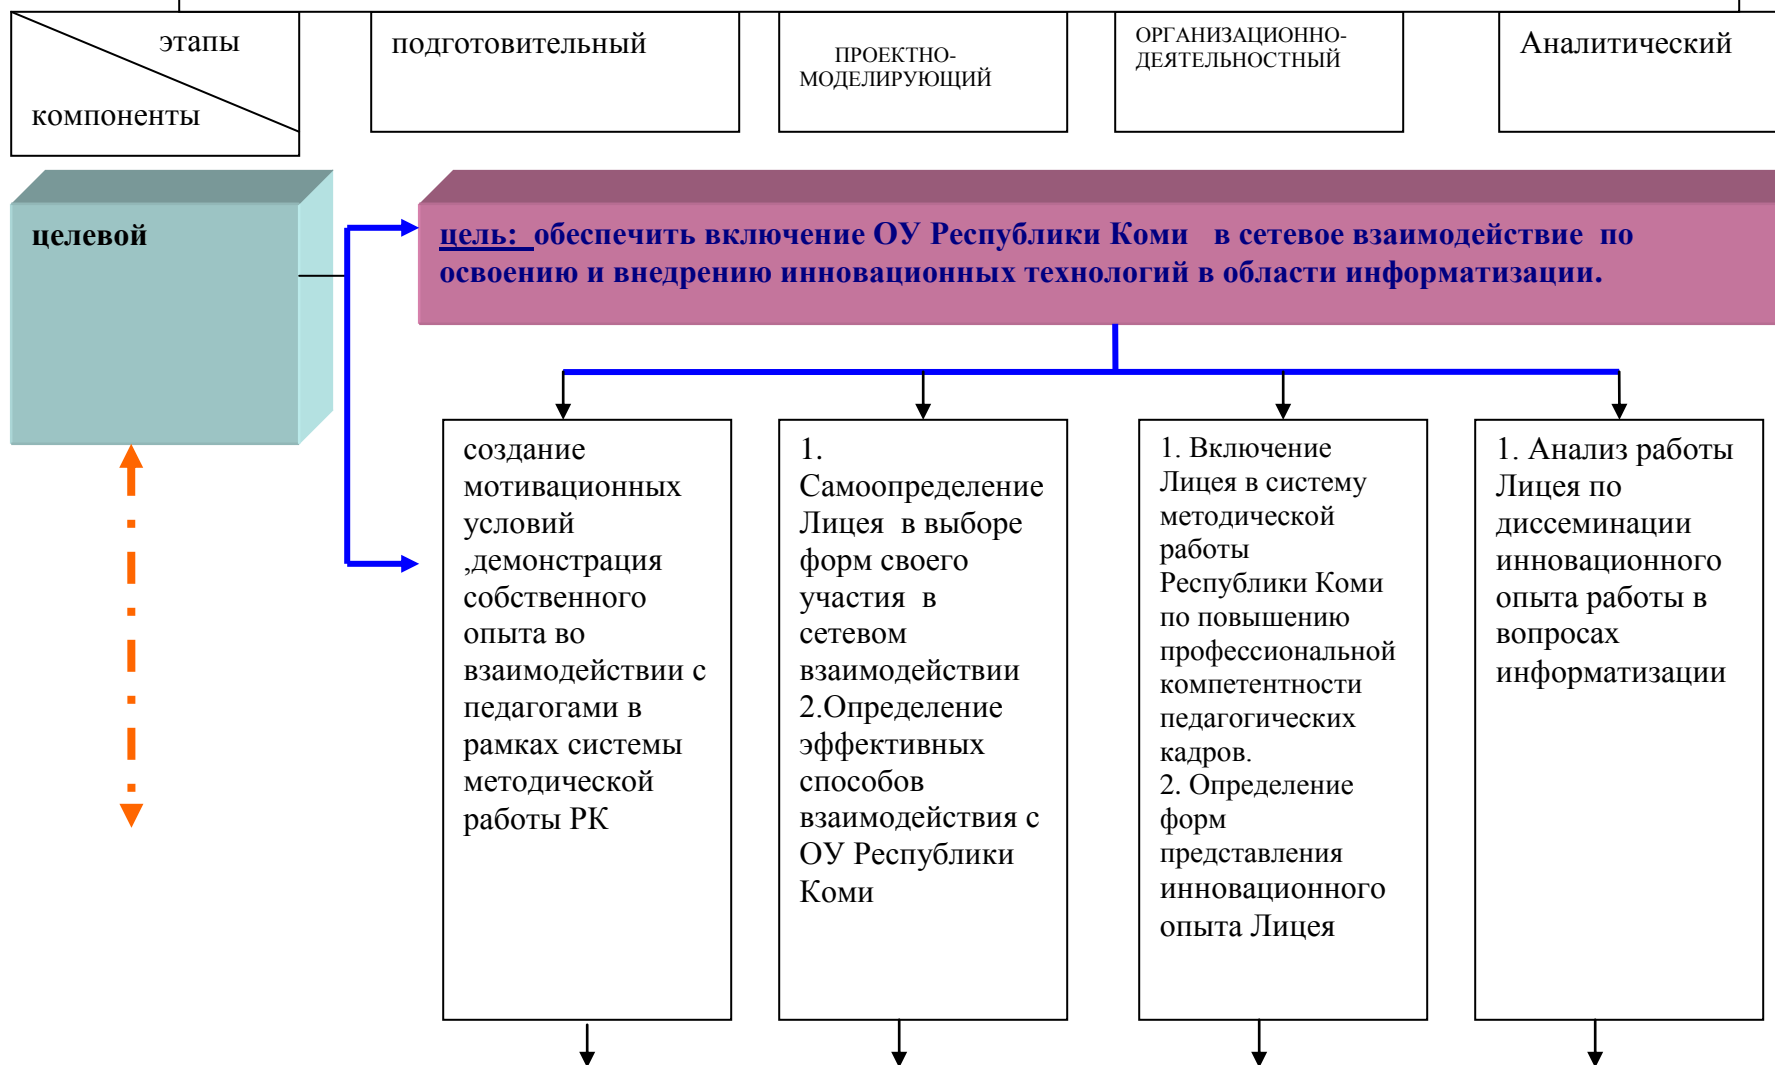 этапы
компоненты
подготовительный
ПРОЕКТНО-
МОДЕЛИРУЮЩИЙ
ОРГАНИЗАЦИОННО-
ДЕЯТЕЛЬНОСТНЫЙ
Аналитический
целевой
цель: обеспечить включение ОУ Республики Коми в сетевое взаимодействие по
освоению и внедрению инновационных технологий в области информатизации.
создание
мотивационных
условий
,демонстрация
собственного
опыта во
взаимодействии с
педагогами в
рамках системы
методической
работы РК
1.
Самоопределение
Лицея в выборе
форм своего
участия в
сетевом
взаимодействии
2.Определение
эффективных
способов
взаимодействия с
ОУ Республики
Коми
1. Включение
Лицея в систему
методической
работы
Республики Коми
по повышению
профессиональной
компетентности
педагогических
кадров.
2. Определение
форм
представления
инновационного
опыта Лицея
1. Анализ работы
Лицея по
диссеминации
инновационного
опыта работы в
вопросах
информатизации